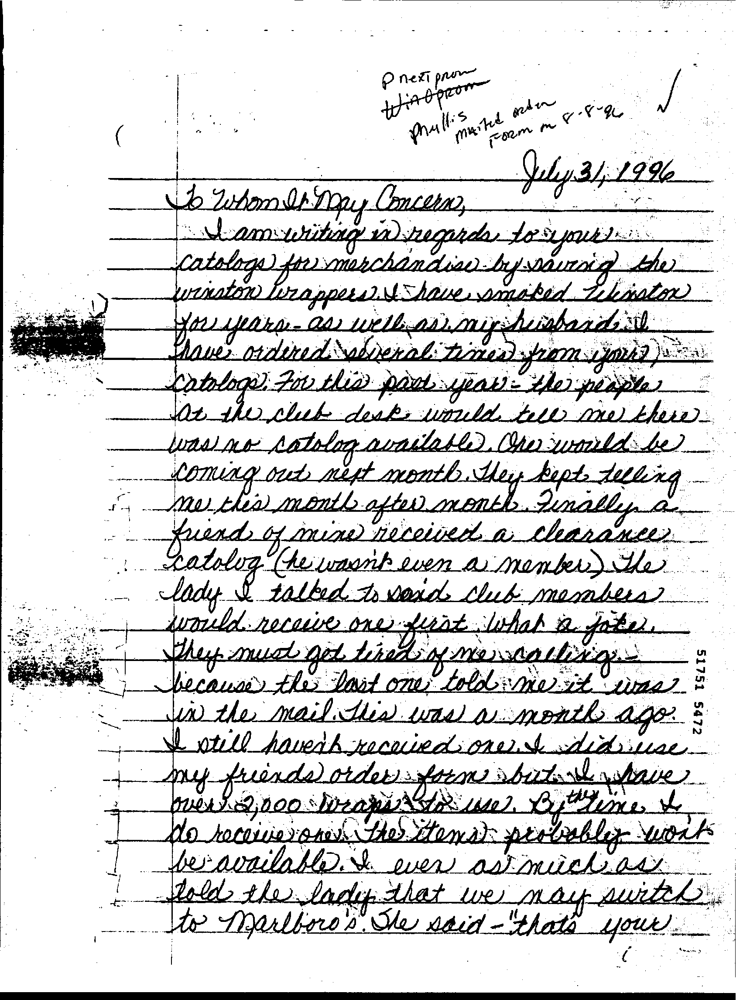 P next prom
Win Oprom
Phyllis
mailed order
Form on 8-8-96
July 31, 1996
To Whom It May Concern,
I am writing in regards to your
catologs for merchandise by saving the
winston wrappers. I have smoked Winston
for years - as well as my husband. I
have ordered several times from your
catologs. For this past year - the people
at the club desk would tell me there
was no catolog available. One would be
coming out next month. They kept telling
me this month after month. Finally a
friend of mine received a clearance
catolog (he wasn't even a member). The
lady I talked to said club members
would receive one first. What a joke.
They must get tired of me calling -
because the last one told me it was
in the mail. This was a month ago.
I still haven't received one. I did use
my friends order form but I have
over 2,000 wraps to use. By the time I
do receive one. The items probably won't
be available. I even as much as
told the lady that we may switch
to Marlboro's. She said - "that's your
51751 5472